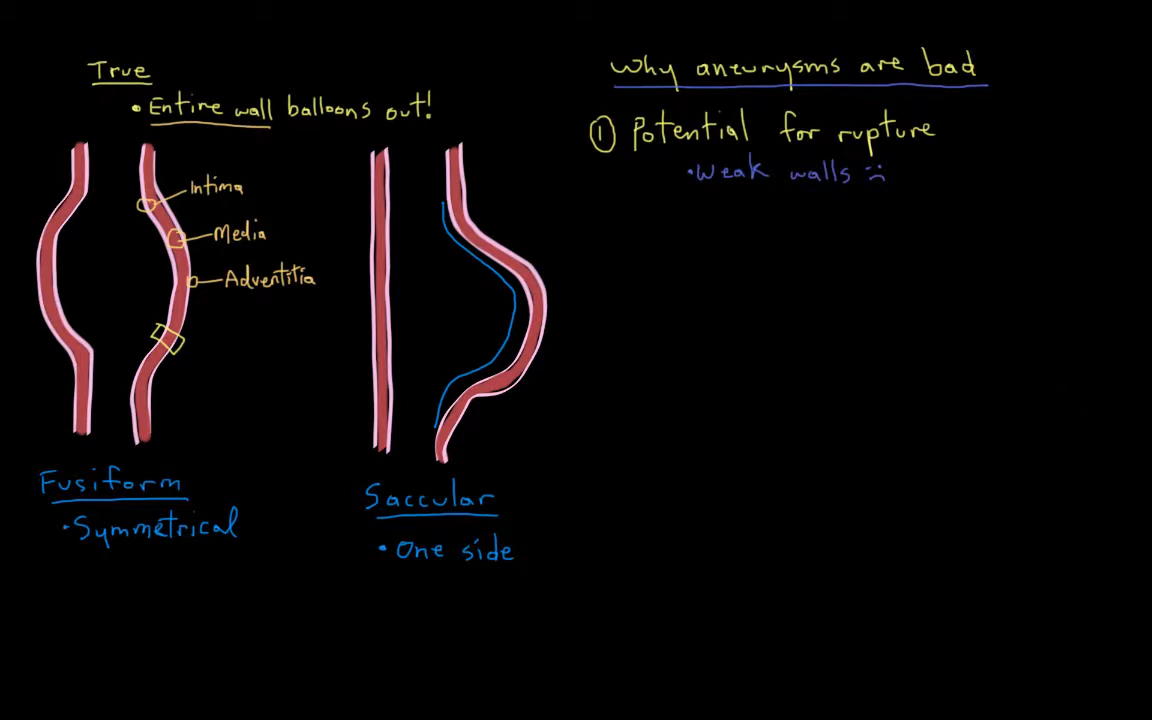 True
• Entire wall balloons out!
Intima
Media
Adventitia
Fusiform
• Symmetrical
Saccular
• One side
Why aneurysms are bad
① Potential for rupture
• Weak walls :(